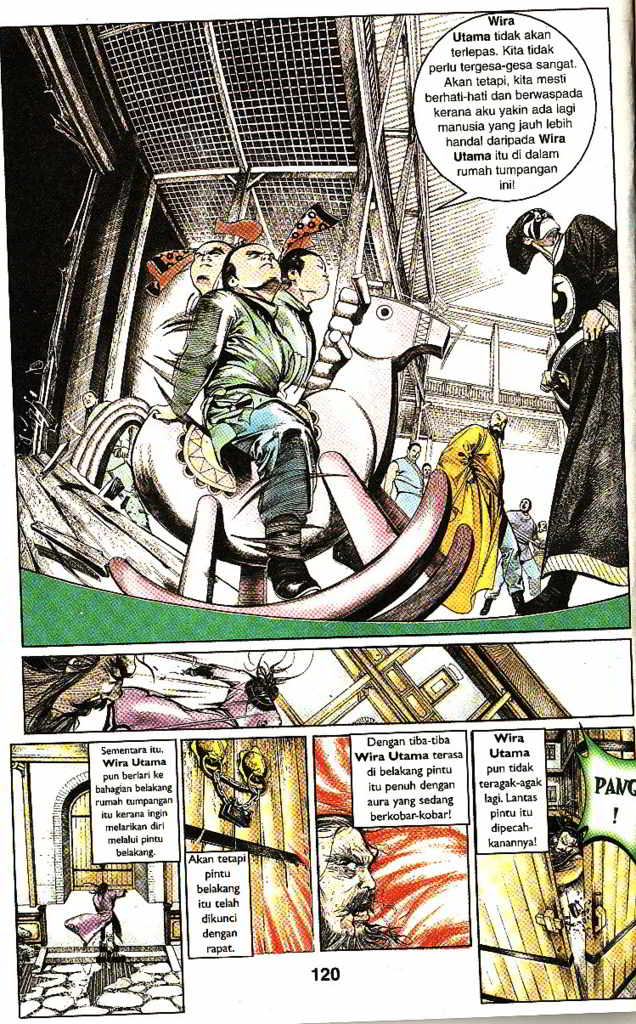 Wira
Utama tidak akan
terlepas. Kita tidak
perlu tergesa-gesa sangat.
Akan tetapi, kita mesti
berhati-hati dan berwaspada
kerana aku yakin ada lagi
manusia yang jauh lebih
handal daripada Wira
Utama itu di dalam
rumah tumpangan
ini!
Sementara itu,
Wira Utama
pun berlari ke
bahagian belakang
rumah tumpangan
itu kerana ingin
melarikan diri
melalui pintu
belakang.
Akan tetapi
pintu
belakang
itu telah
dikunci
dengan
rapat.
Dengan tiba-tiba
Wira Utama terasa
di belakang pintu
itu penuh dengan
aura yang sedang
berkobar-kobar!
Wira
Utama
pun tidak
teragak-agak
lagi. Lantas
pintu itu
dipecah-
kanannya!
PANG
!
120